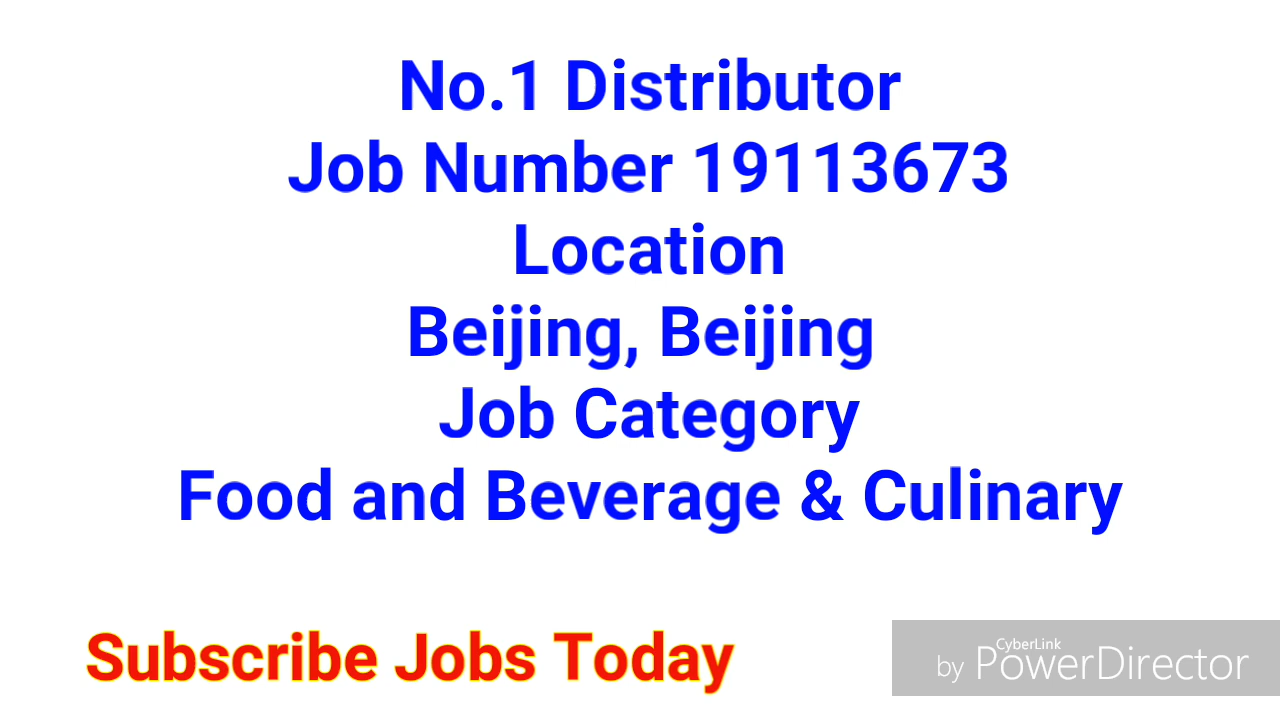 No.1 Distributor
Job Number 19113673
Location
Beijing, Beijing
Job Category
Food and Beverage & Culinary
Subscribe Jobs Today
CyberLink
by PowerDirector